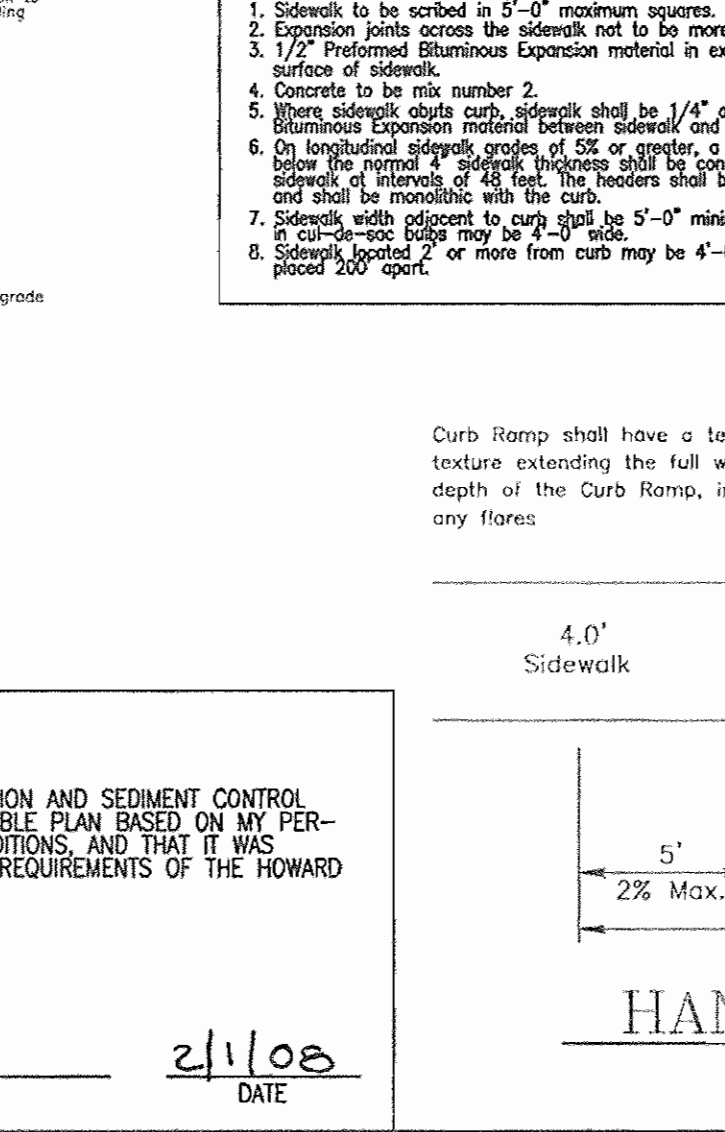 1. Sidewalk to be scribed in 5'-0" maximum squares.
2. Expansion joints across the sidewalk not to be more
3. 1/2" Preformed Bituminous Expansion material in ex
surface of sidewalk.
4. Concrete to be mix number 2.
5. Where sidewalk abuts curb, sidewalk shall be 1/4"
Bituminous Expansion material between sidewalk and
6. On longitudinal sidewalk grades of 5% or greater, a
below the normal 4" sidewalk thickness shall be con
sidewalk at intervals of 48 feet. The headers shall b
and shall be monolithic with the curb.
7. Sidewalk width adjacent to curb shall be 5'-0" mini
in cul-de-sac bulbs may be 4'-0" wide.
8. Sidewalk located 2' or more from curb may be 4'-
placed 200' apart.
grade
Curb Ramp shall have a te
texture extending the full w
depth of the Curb Ramp, i
any flares
4.0'
Sidewalk
ION AND SEDIMENT CONTROL
BLE PLAN BASED ON MY PER-
DITIONS, AND THAT IT WAS
REQUIREMENTS OF THE HOWARD
5'
2% Max.
HAN
2/1/08
DATE